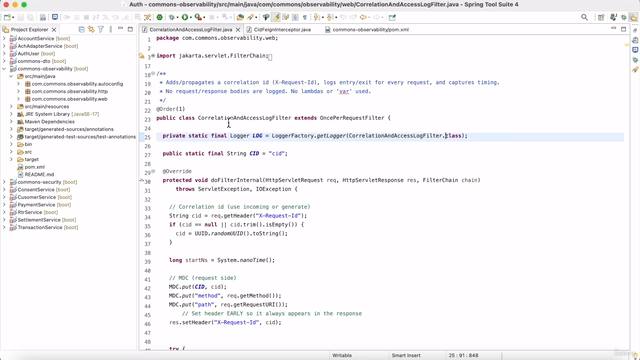 Auth - commons-observability/src/main/java/com/commons/observability/web/CorrelationAndAccessLogFilter.java - Spring Tool Suite 4
Project Explorer
AccountService [boot]
AchAdapterService [boot]
AuthUser [boot]
commons-dto [boot]
commons-observability [boot]
src/main/java
com.commons.observability.autoconfig
com.commons.observability.http
com.commons.observability.web
src/main/resources
JRE System Library [JavaSE-17]
Maven Dependencies
target/generated-sources/annotations
target/generated-sources/test-annotations
bin
src
target
pom.xml
README.md
CustomerService [boot]
PaymentService [boot]
RtrService [boot]
SettlementService [boot]
TransactionService [boot]
CorrelationAndAccessLogFilter.java
CidFeignInterceptor.java
commons-observability/pom.xml
package com.commons.observability.web;
import jakarta.servlet.FilterChain;
/**
* Adds/propagates a correlation id (X-Request-Id), logs entry/exit for every request, and captures timing.
* No request/response bodies are logged. No lambdas or 'var' used.
*/
@Order(1)
public class CorrelationAndAccessLogFilter extends OncePerRequestFilter {
private static final Logger LOG = LoggerFactory.getLogger(CorrelationAndAccessLogFilter.class);
public static final String CID = "cid";
@Override
protected void doFilterInternal(HttpServletRequest req, HttpServletResponse res, FilterChain chain)
throws ServletException, IOException {
// Correlation id (use incoming or generate)
String cid = req.getHeader("X-Request-Id");
if (cid == null || cid.trim().isEmpty()) {
cid = UUID.randomUUID().toString();
}
long startNs = System.nanoTime();
// MDC (request side)
MDC.put(CID, cid);
MDC.put("method", req.getMethod());
MDC.put("path", req.getRequestURI());
// Set header EARLY so it always appears in the response
res.setHeader("X-Request-Id", cid);
try {
Writable
Smart Insert
25 : 91 : 848